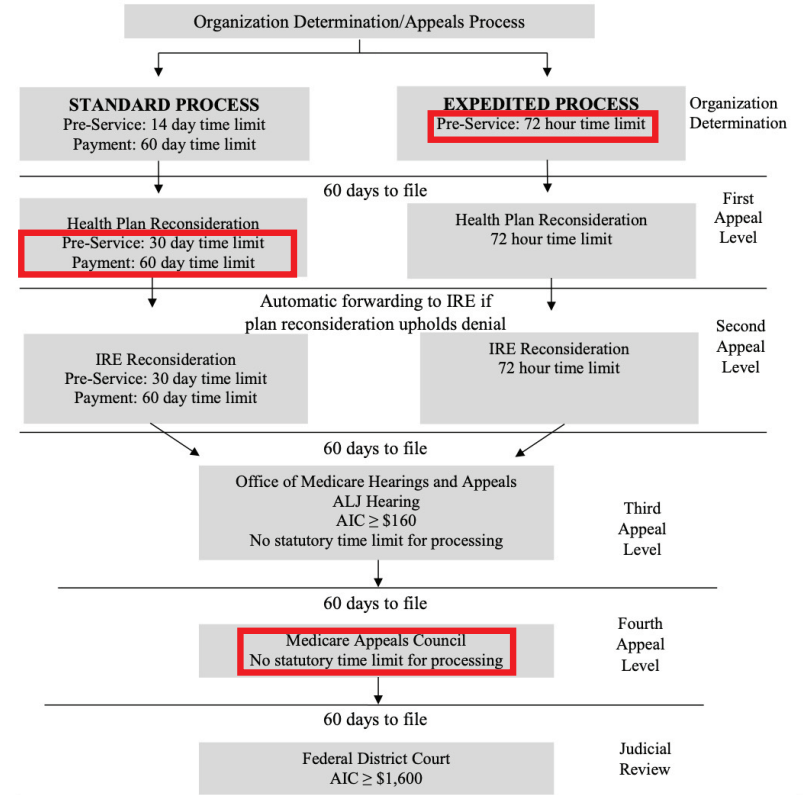 Organization Determination/Appeals Process
STANDARD PROCESS
Pre-Service: 14 day time limit
Payment: 60 day time limit
EXPEDITED PROCESS
Pre-Service: 72 hour time limit
Organization
Determination
60 days to file
Health Plan Reconsideration
Pre-Service: 30 day time limit
Payment: 60 day time limit
Health Plan Reconsideration
72 hour time limit
First
Appeal
Level
Automatic forwarding to IRE if
plan reconsideration upholds denial
IRE Reconsideration
Pre-Service: 30 day time limit
Payment: 60 day time limit
IRE Reconsideration
72 hour time limit
Second
Appeal
Level
60 days to file
Office of Medicare Hearings and Appeals
ALJ Hearing
AIC ≥ $160
No statutory time limit for processing
Third
Appeal
Level
60 days to file
Medicare Appeals Council
No statutory time limit for processing
Fourth
Appeal
Level
60 days to file
Federal District Court
AIC ≥ $1,600
Judicial
Review